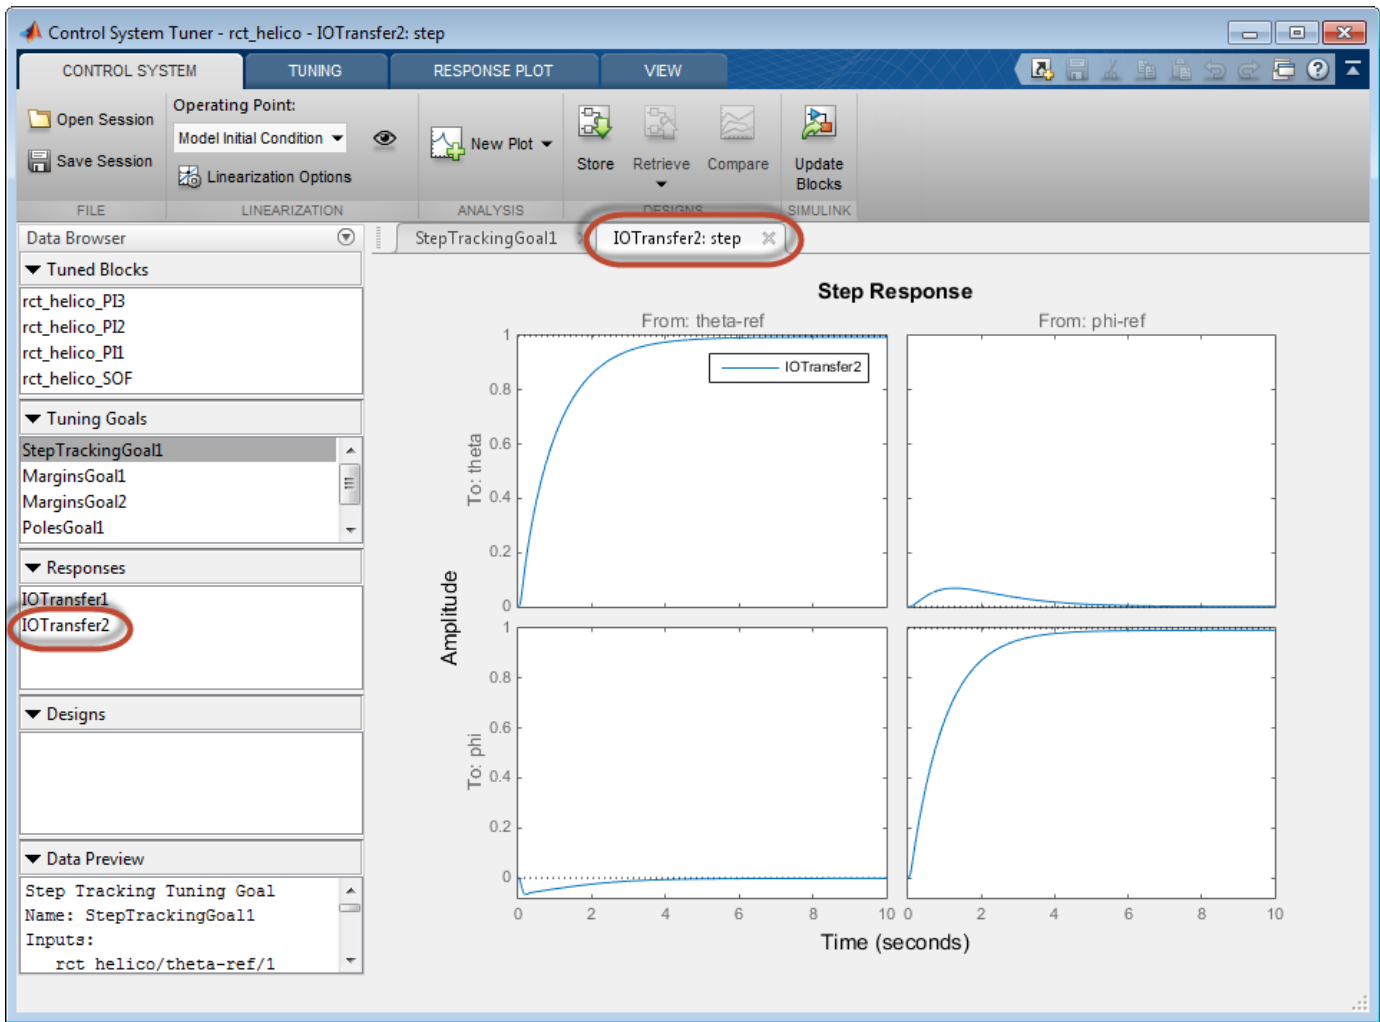 Control System Tuner - rct_helico - IOTransfer2: step
CONTROL SYSTEM TUNING RESPONSE PLOT VIEW
Open Session
Save Session
FILE
Operating Point:
Model Initial Condition
Linearization Options
LINEARIZATION
New Plot
ANALYSIS
Store Retrieve Compare
DESIGNS
Update
Blocks
SIMULINK
Data Browser
Tuned Blocks
rct_helico_PI3
rct_helico_PI2
rct_helico_PI1
rct_helico_SOF
Tuning Goals
StepTrackingGoal1
MarginsGoal1
MarginsGoal2
PolesGoal1
Responses
IOTransfer1
IOTransfer2
Designs
Data Preview
Step Tracking Tuning Goal
Name: StepTrackingGoal1
Inputs:
rct_helico/theta-ref/1
StepTrackingGoal1 IOTransfer2: step
Step Response
From: theta-ref From: phi-ref
IOTransfer2
Amplitude
To: theta
1
0.8
0.6
0.4
0.2
0
To: phi
1
0.8
0.6
0.4
0.2
0
0 2 4 6 8 10 0 2 4 6 8 10
Time (seconds)